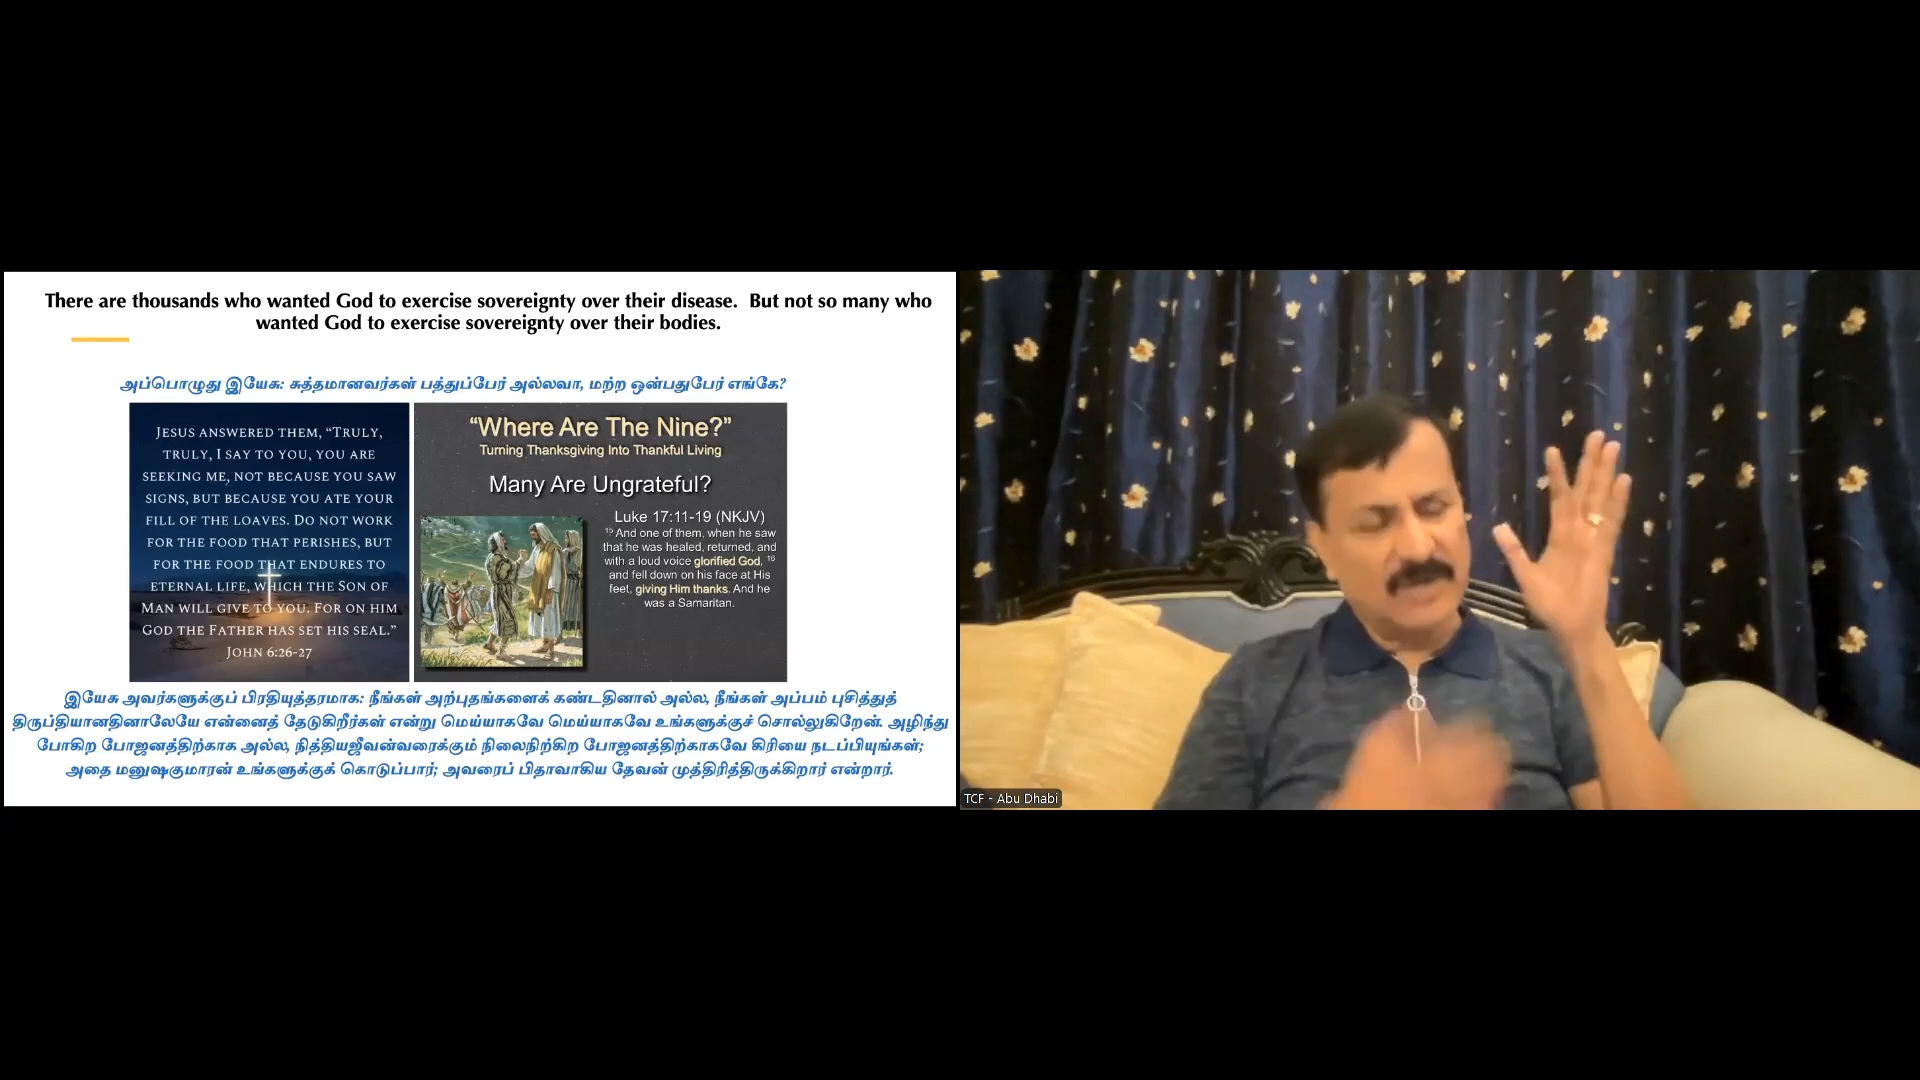 There are thousands who wanted God to exercise sovereignty over their disease.  But not so many who
wanted God to exercise sovereignty over their bodies.
அப்பொழுது இயேசு: சுத்தமானவர்கள் பத்துப்பேர் அல்லவா, மற்ற ஒன்பதுபேர் எங்கே?
JESUS ANSWERED THEM, “TRULY,
TRULY, I SAY TO YOU, YOU ARE
SEEKING ME, NOT BECAUSE YOU SAW
SIGNS, BUT BECAUSE YOU ATE YOUR
FILL OF THE LOAVES. DO NOT WORK
FOR THE FOOD THAT PERISHES, BUT
FOR THE FOOD THAT ENDURES TO
ETERNAL LIFE, WHICH THE SON OF
MAN WILL GIVE TO YOU. FOR ON HIM
GOD THE FATHER HAS SET HIS SEAL.”
JOHN 6:26-27
“Where Are The Nine?”
Turning Thanksgiving Into Thankful Living
Many Are Ungrateful?
Luke 17:11-19 (NKJV)
15 And one of them, when he saw
that he was healed, returned, and
with a loud voice glorified God, 16
and fell down on his face at His
feet, giving Him thanks. And he
was a Samaritan.
இயேசு அவர்களுக்குப் பிரதியுத்தரமாக: நீங்கள் அற்புதங்களைக் கண்டதினால் அல்ல, நீங்கள் அப்பம் புசித்துத்
திருப்தியானதினாலேயே என்னைத் தேடுகிறீர்கள் என்று மெய்யாகவே மெய்யாகவே உங்களுக்குச் சொல்லுகிறேன். அழிந்து
போகிற போஜனத்திற்காக அல்ல, நித்தியஜீவன்வரைக்கும் நிலைநிற்கிற போஜனத்திற்காகவே கிரியை நடப்பியுங்கள்;
அதை மனுஷகுமாரன் உங்களுக்குக் கொடுப்பார்; அவரைப் பிதாவாகிய தேவன் முத்திரித்திருக்கிறார் என்றார்.
TCF - Abu Dhabi